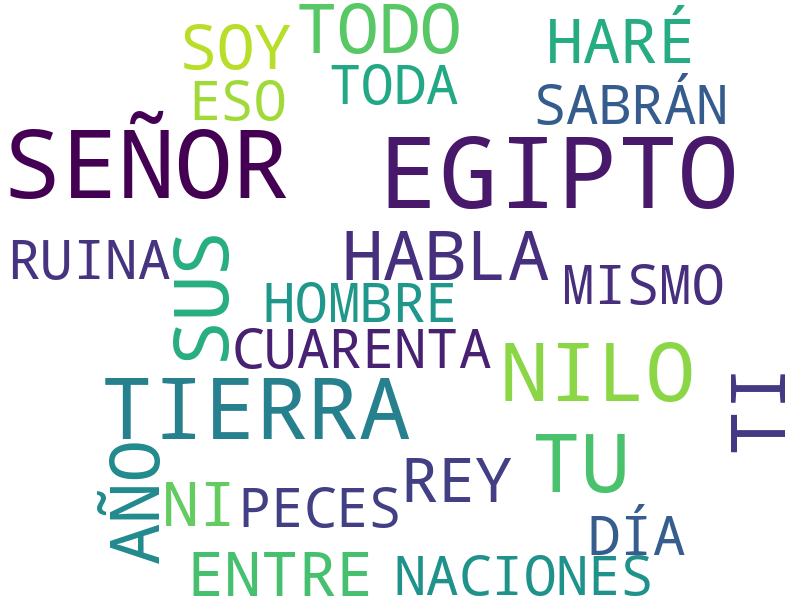 SOY
TODO
HARÉ
ESO
TODA
SABRÁN
SEÑOR
EGIPTO
RUINA
SUS
HABLA
MISMO
HOMBRE
CUARENTA
NILO
TI
TIERRA
TU
AÑO
NI
PECES
REY
DÍA
ENTRE
NACIONES